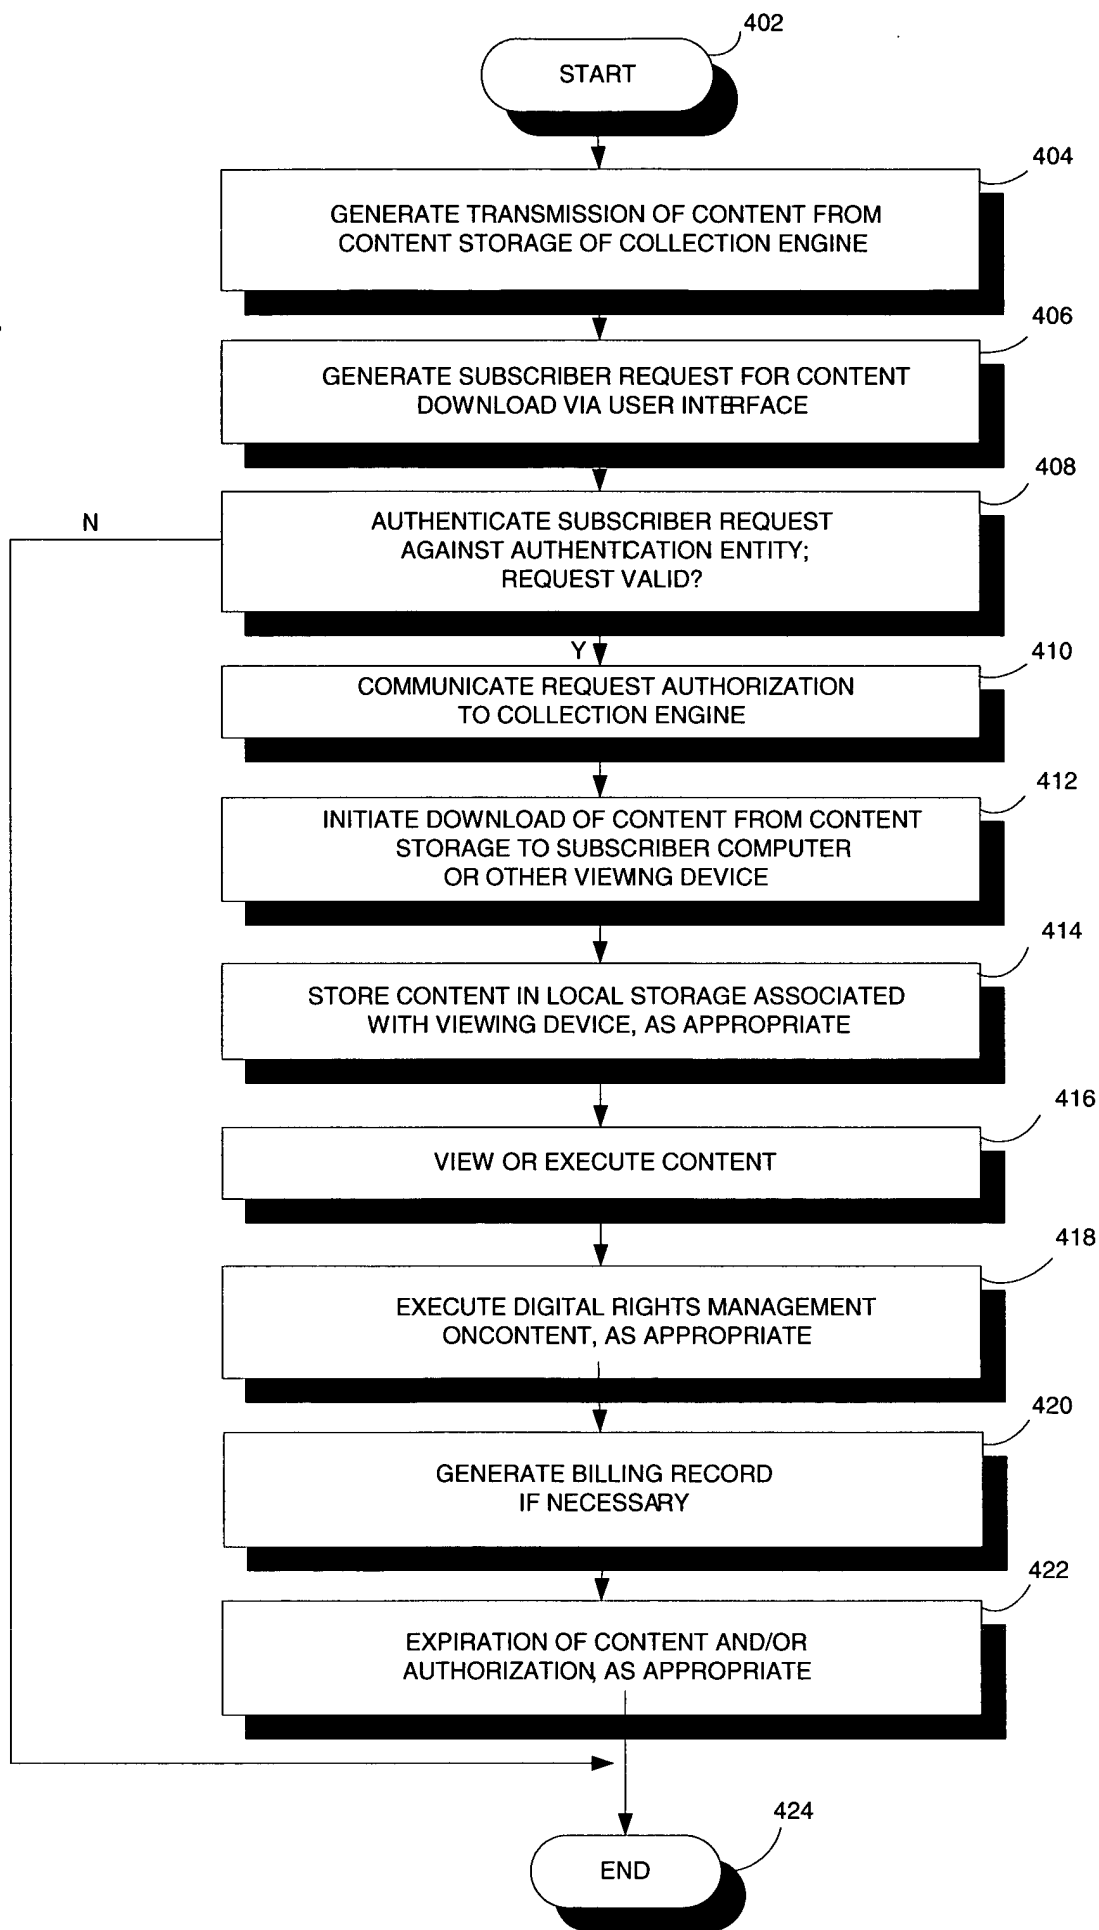 402
START
404
GENERATE TRANSMISSION OF CONTENT FROM
CONTENT STORAGE OF COLLECTION ENGINE
406
GENERATE SUBSCRIBER REQUEST FOR CONTENT
DOWNLOAD VIA USER INTERFACE
408
N
AUTHENTICATE SUBSCRIBER REQUEST
AGAINST AUTHENTICATION ENTITY;
REQUEST VALID?
Y
410
COMMUNICATE REQUEST AUTHORIZATION
TO COLLECTION ENGINE
412
INITIATE DOWNLOAD OF CONTENT FROM CONTENT
STORAGE TO SUBSCRIBER COMPUTER
OR OTHER VIEWING DEVICE
414
STORE CONTENT IN LOCAL STORAGE ASSOCIATED
WITH VIEWING DEVICE, AS APPROPRIATE
416
VIEW OR EXECUTE CONTENT
418
EXECUTE DIGITAL RIGHTS MANAGEMENT
ONCONTENT, AS APPROPRIATE
420
GENERATE BILLING RECORD
IF NECESSARY
422
EXPIRATION OF CONTENT AND/OR
AUTHORIZATION, AS APPROPRIATE
424
END